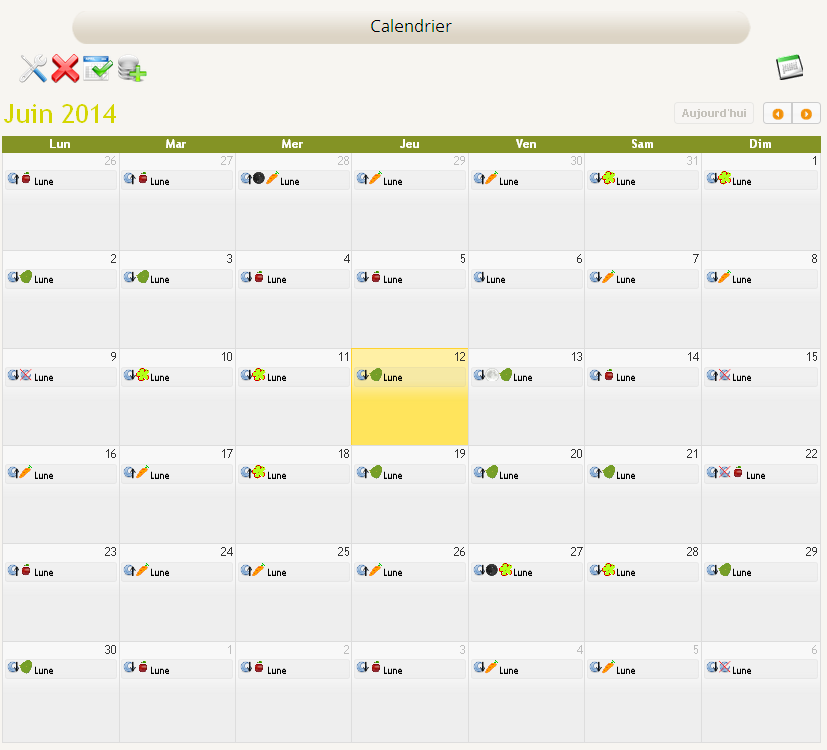 Calendrier
Juin 2014 Aujourd'hui
Lun Mar Mer Jeu Ven Sam Dim
26 27 28 29 30 31 1
Lune Lune Lune Lune Lune Lune Lune
2 3 4 5 6 7 8
Lune Lune Lune Lune Lune Lune Lune
9 10 11 12 13 14 15
Lune Lune Lune Lune Lune Lune Lune
16 17 18 19 20 21 22
Lune Lune Lune Lune Lune Lune Lune
23 24 25 26 27 28 29
Lune Lune Lune Lune Lune Lune Lune
30 1 2 3 4 5 6
Lune Lune Lune Lune Lune Lune Lune